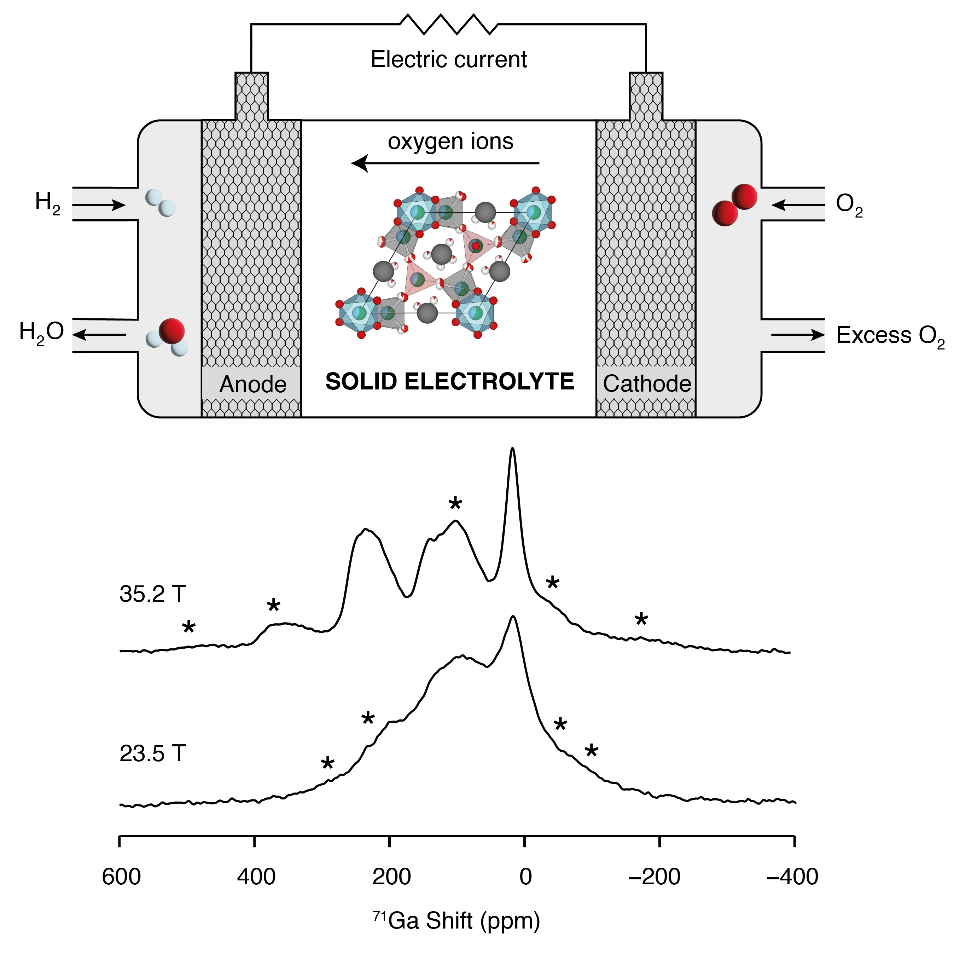 Electric current
oxygen ions
H₂
O₂
H₂O
Excess O₂
Anode
SOLID ELECTROLYTE
Cathode
*
35.2 T
*
*
*
*
23.5 T
*
*
*
*
600
400
200
0
−200
−400
⁷¹Ga Shift (ppm)